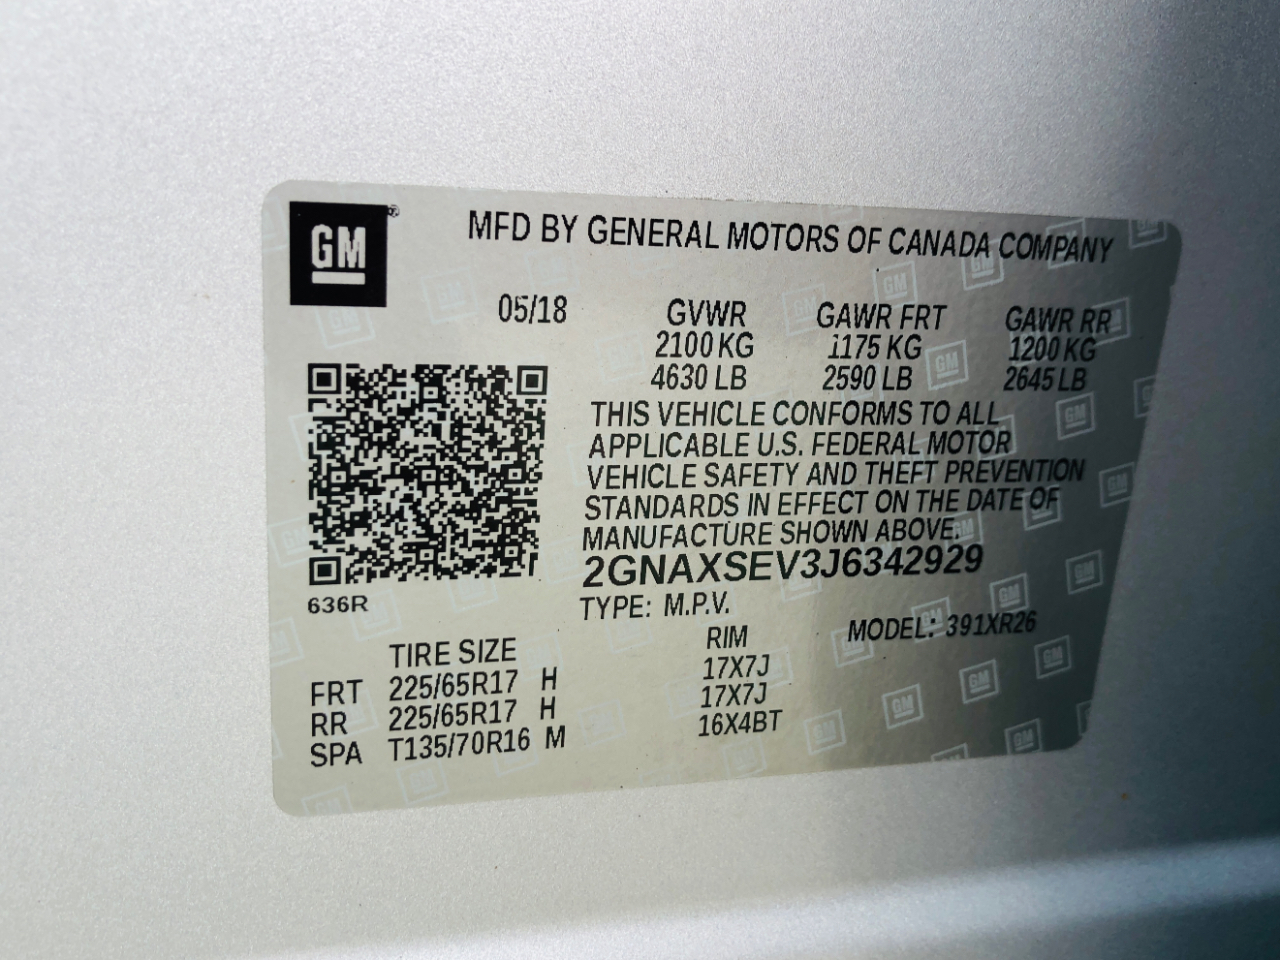 GM
MFD BY GENERAL MOTORS OF CANADA COMPANY
05/18 GVWR GAWR FRT GAWR RR
2100 KG 1175 KG 1200 KG
4630 LB 2590 LB 2645 LB
THIS VEHICLE CONFORMS TO ALL
APPLICABLE U.S. FEDERAL MOTOR
VEHICLE SAFETY AND THEFT PREVENTION
STANDARDS IN EFFECT ON THE DATE OF
MANUFACTURE SHOWN ABOVE.
2GNAXSEV3J6342929
636R
TYPE: M.P.V. MODEL: 391XR26
TIRE SIZE RIM
FRT 225/65R17 H 17X7J
RR 225/65R17 H 17X7J
SPA T135/70R16 M 16X4BT